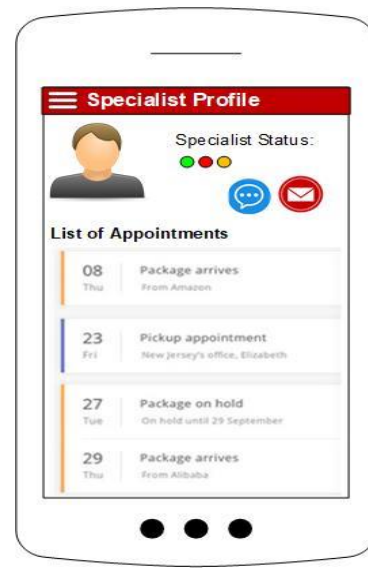 Specialist Profile
Specialist Status:
List of Appointments
08 Package arrives
Thu From Amazon
23 Pickup appointment
Fri New Jersey's office, Elizabeth
27 Package on hold
Tue On hold until 29 September
29 Package arrives
Thu From Alibaba